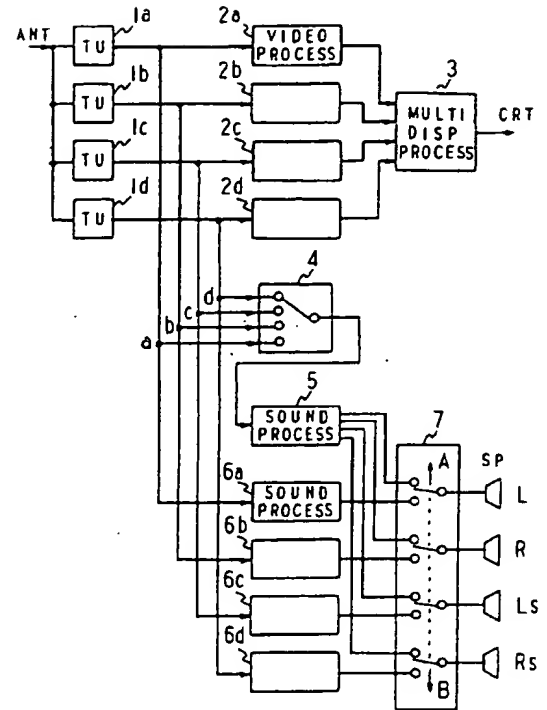 ANT
1a
TU
1b
TU
1c
TU
1d
TU
2a
VIDEO
PROCESS
2b
2c
2d
3
MULTI
DISP
PROCESS
CRT
4
d
c
b
a
5
SOUND
PROCESS
6a
SOUND
PROCESS
6b
6c
6d
7
A
B
SP
L
R
Ls
Rs